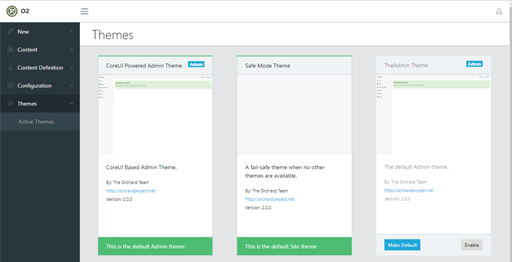 O2
New
Content
Content Definition
Configuration
Themes
Active Themes
Themes
CoreUI Powered Admin Theme
Admin
CoreUI Based Admin Theme.
By: The Orchard Team
http://orchardproject.net
Version: 2.0.0
This is the default Admin theme
Safe Mode Theme
A fail-safe theme when no other
themes are available.
By: The Orchard Team
http://orchardproject.net
Version: 2.0.0
This is the default Site theme
TheAdmin Theme
Admin
The default Admin theme.
By: The Orchard Team
http://orchardproject.net
Version: 2.0.0
Make Default
Enable